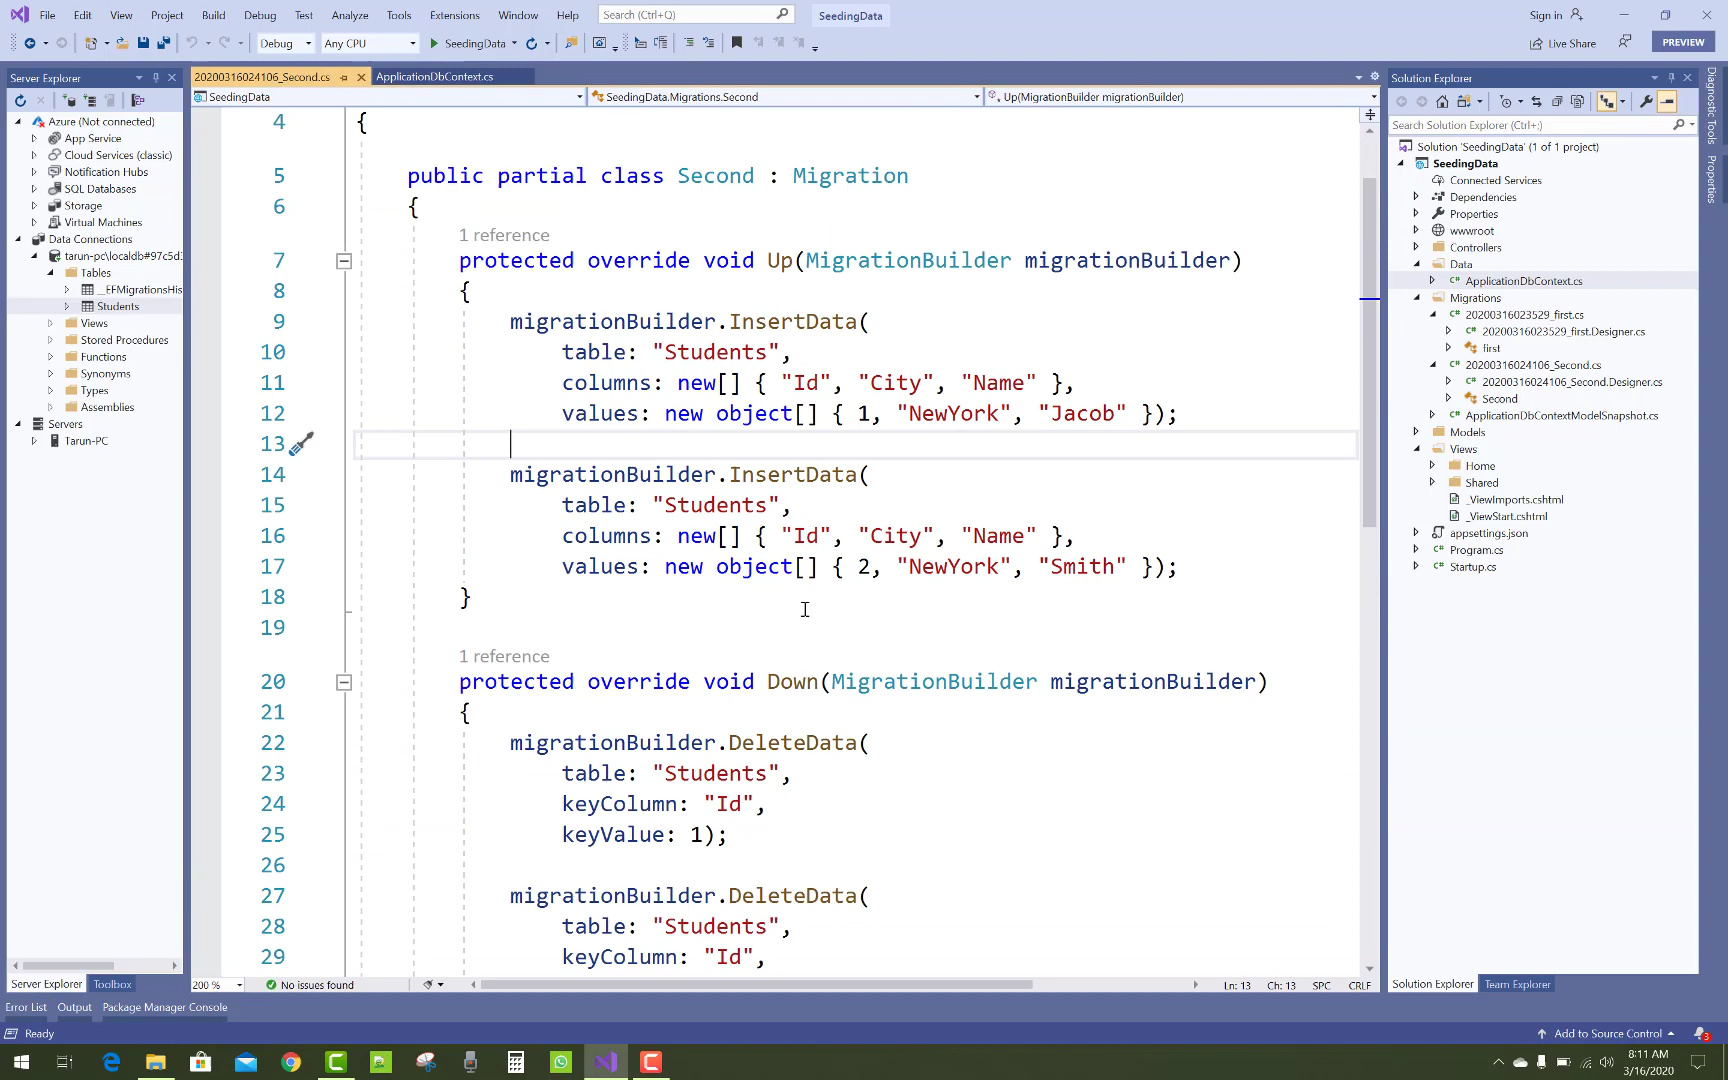 File Edit View Project Build Debug Test Analyze Tools Extensions Window Help Search (Ctrl+Q) SeedingData Sign in
Debug Any CPU SeedingData Live Share PREVIEW
Server Explorer
Azure (Not connected)
App Service
Cloud Services (classic)
Notification Hubs
SQL Databases
Storage
Virtual Machines
Data Connections
tarun-pc\localdb#97c5d3
Tables
__EFMigrationsHis
Students
Views
Stored Procedures
Functions
Synonyms
Types
Assemblies
Servers
Tarun-PC
Server Explorer Toolbox
20200316024106_Second.cs ApplicationDbContext.cs
SeedingData SeedingData.Migrations.Second Up(MigrationBuilder migrationBuilder)
4 {
5 public partial class Second : Migration
6 {
1 reference
7 protected override void Up(MigrationBuilder migrationBuilder)
8 {
9 migrationBuilder.InsertData(
10 table: "Students",
11 columns: new[] { "Id", "City", "Name" },
12 values: new object[] { 1, "NewYork", "Jacob" });
13
14 migrationBuilder.InsertData(
15 table: "Students",
16 columns: new[] { "Id", "City", "Name" },
17 values: new object[] { 2, "NewYork", "Smith" });
18 }
19
1 reference
20 protected override void Down(MigrationBuilder migrationBuilder)
21 {
22 migrationBuilder.DeleteData(
23 table: "Students",
24 keyColumn: "Id",
25 keyValue: 1);
26
27 migrationBuilder.DeleteData(
28 table: "Students",
29 keyColumn: "Id",
200 % No issues found Ln: 13 Ch: 13 SPC CRLF
Solution Explorer
Search Solution Explorer (Ctrl+;)
Solution 'SeedingData' (1 of 1 project)
SeedingData
Connected Services
Dependencies
Properties
wwwroot
Controllers
Data
ApplicationDbContext.cs
Migrations
20200316023529_first.cs
20200316023529_first.Designer.cs
first
20200316024106_Second.cs
20200316024106_Second.Designer.cs
Second
ApplicationDbContextModelSnapshot.cs
Models
Views
Home
Shared
_ViewImports.cshtml
_ViewStart.cshtml
appsettings.json
Program.cs
Startup.cs
Solution Explorer Team Explorer
Diagnostic Tools
Properties
Error List Output Package Manager Console
Ready Add to Source Control 3
8:11 AM
3/16/2020